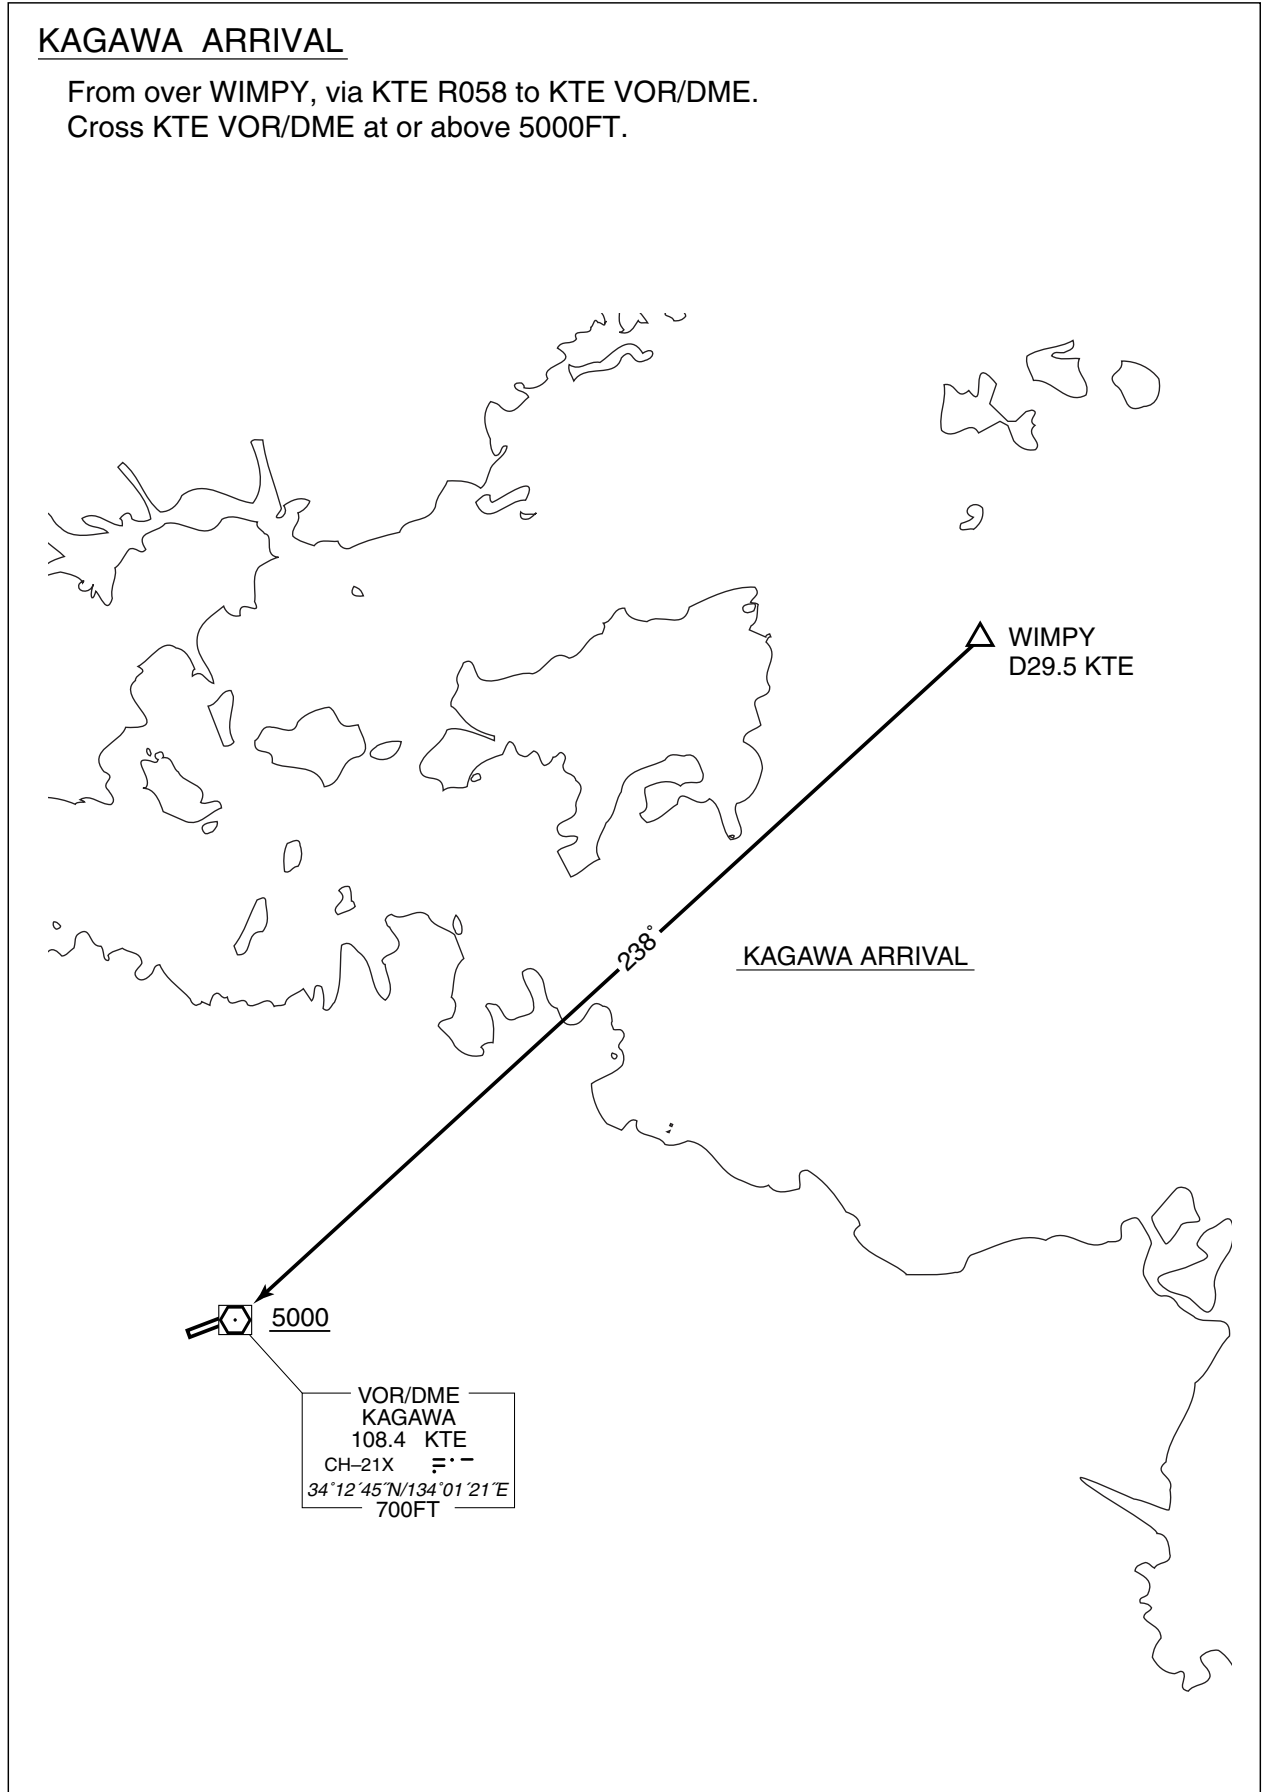 KAGAWA ARRIVAL
From over WIMPY, via KTE R058 to KTE VOR/DME.
Cross KTE VOR/DME at or above 5000FT.
WIMPY
D29.5 KTE
238°
KAGAWA ARRIVAL
5000
VOR/DME
KAGAWA
108.4 KTE
CH–21X
34°12´45˝N/134°01´21˝E
700FT